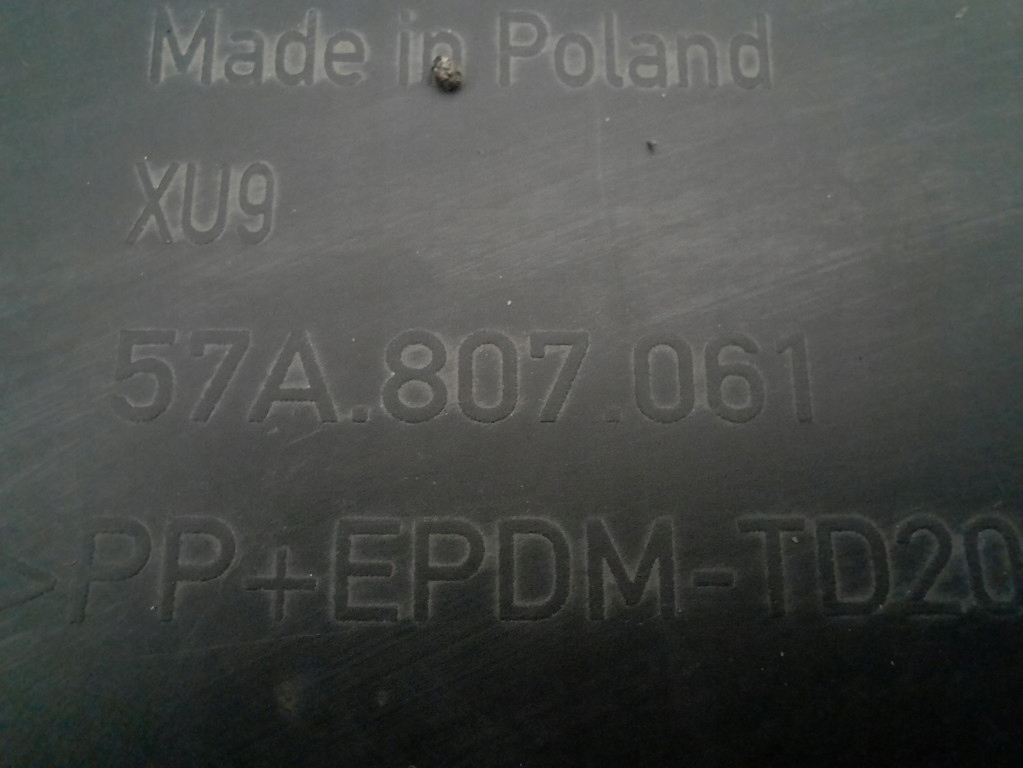 Made in Poland
XU9
57A.807.061
>PP+EPDM-TD20